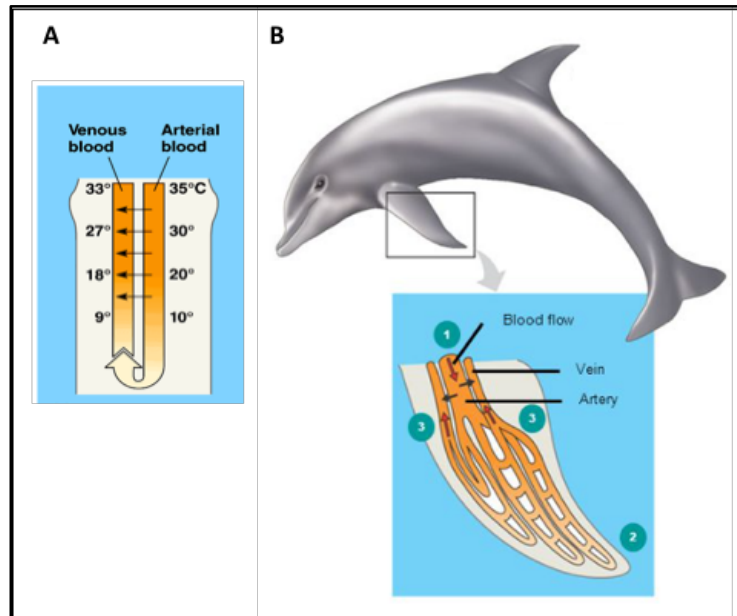 A
Venous blood
Arterial blood
33° 35°C
27° 30°
18° 20°
9° 10°
B
1
Blood flow
Vein
Artery
3
3
2